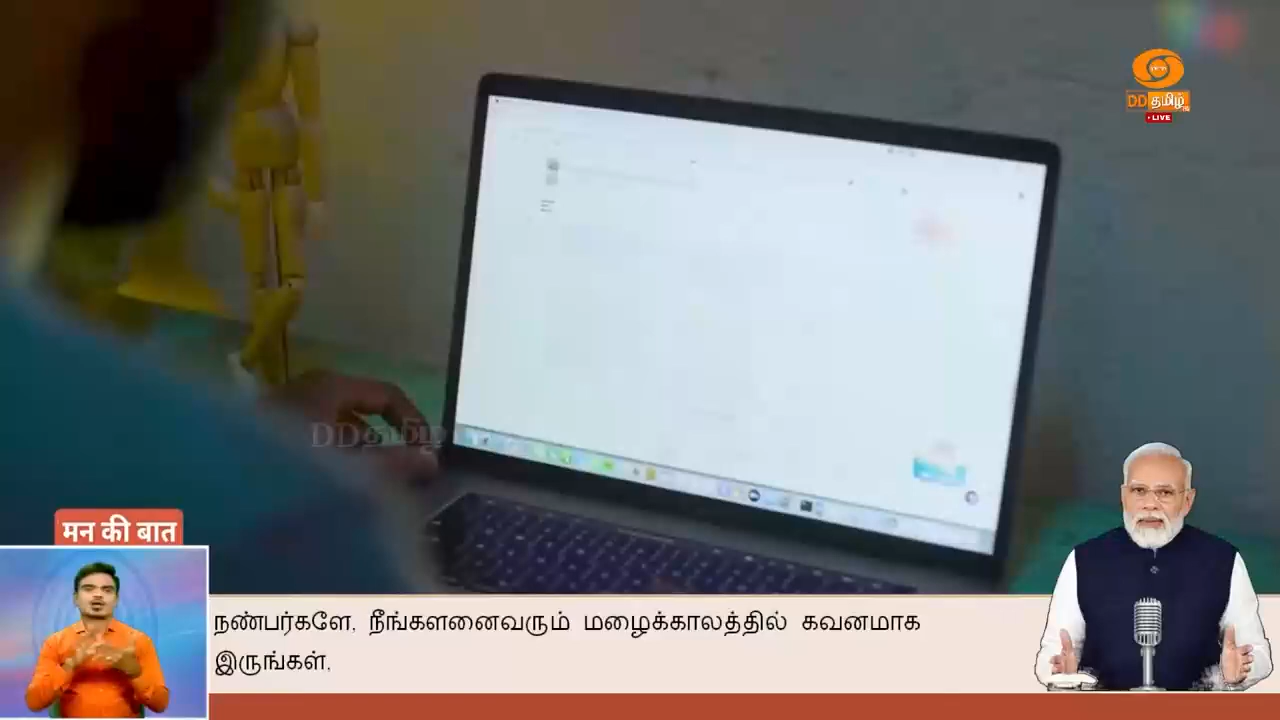 DD தமிழ்
LIVE
DDதமிழ்
मन की बात
நண்பர்களே, நீங்களனைவரும் மழைக்காலத்தில் கவனமாக
இருங்கள்,